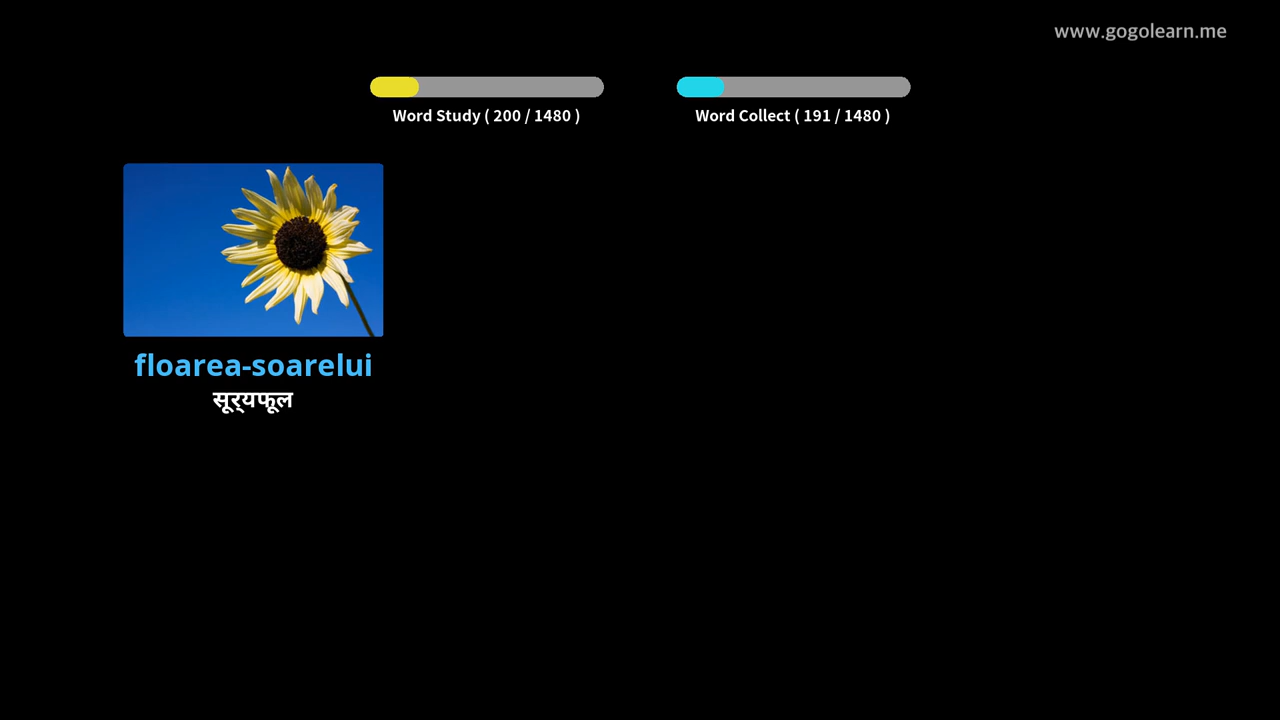 www.gogolearn.me
Word Study ( 200 / 1480 )
Word Collect ( 191 / 1480 )
floarea-soarelui
सूर्यफूल